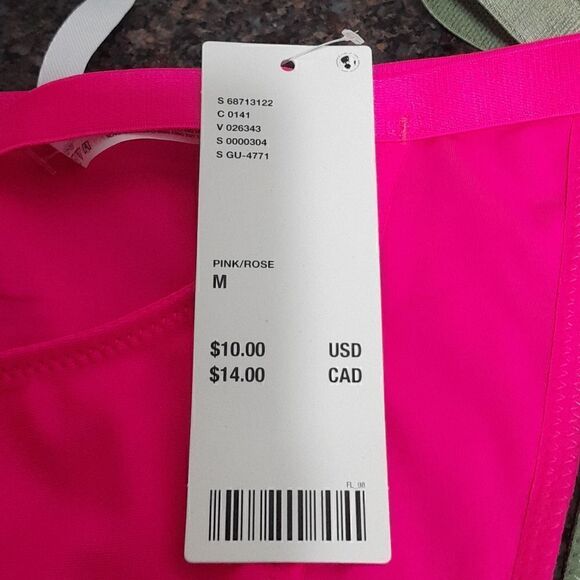 S 68713122
C 0141
V 026343
S 0000304
S GU-4771
PINK/ROSE
M
$10.00 USD
$14.00 CAD